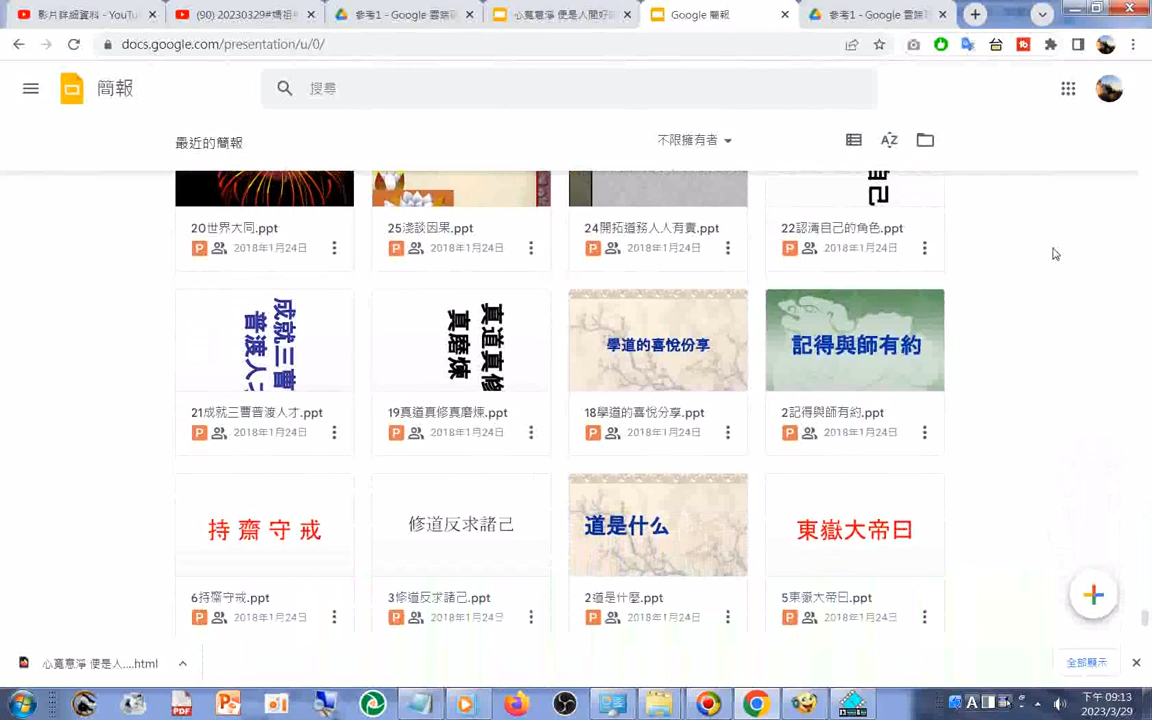 影片詳細資料 - YouTu
(90) 20230329#媽祖
參考1 - Google 雲端
心寬意淨 便是人間好
Google 簡報
參考1 - Google 雲端
docs.google.com/presentation/u/0/
簡報
搜尋
最近的簡報
不限擁有者
自己
20世界大同.ppt
2018年1月24日
25淺談因果.ppt
2018年1月24日
24開拓道務人人有責.ppt
2018年1月24日
22認清自己的角色.ppt
2018年1月24日
成就三曹
普渡人才
真道真修
真磨煉
學道的喜悅份享
記得與師有約
21成就三曹普渡人才.ppt
2018年1月24日
19真道真修真磨煉.ppt
2018年1月24日
18學道的喜悅分享.ppt
2018年1月24日
2記得與師有約.ppt
2018年1月24日
持齋守戒
修道反求諸己
道是什么
東嶽大帝曰
6持齋守戒.ppt
2018年1月24日
3修道反求諸己.ppt
2018年1月24日
2道是什麼.ppt
2018年1月24日
5東嶽大帝曰.ppt
2018年1月24日
心寬意淨 便是人....html
全部顯示
下午 09:13
2023/3/29